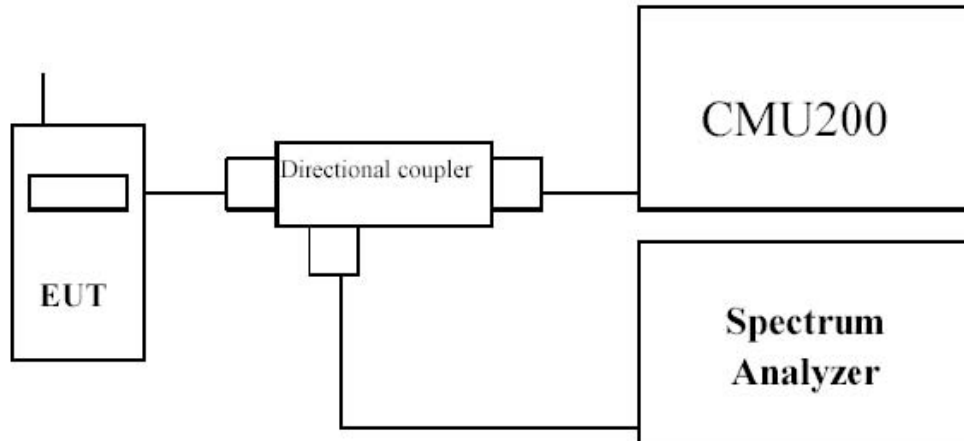 CMU200
Directional coupler
EUT
Spectrum
Analyzer